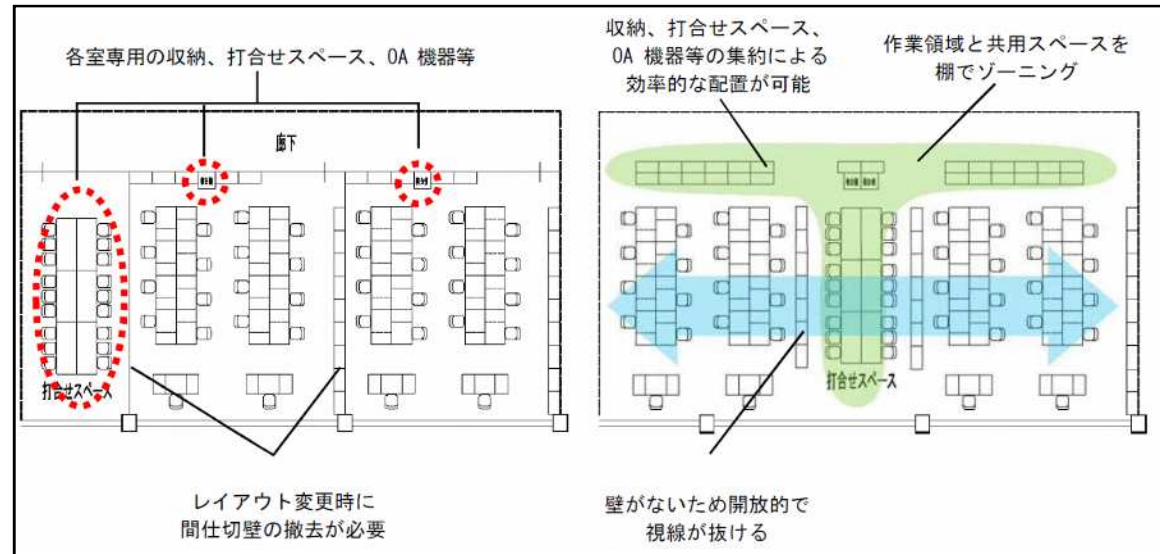 各室専用の収納、打合せスペース、OA 機器等
廊下
打合せスペース
レイアウト変更時に
間仕切壁の撤去が必要
収納、打合せスペース、
OA 機器等の集約による
効率的な配置が可能
作業領域と共用スペースを
棚でゾーニング
打合せスペース
壁がないため開放的で
視線が抜ける